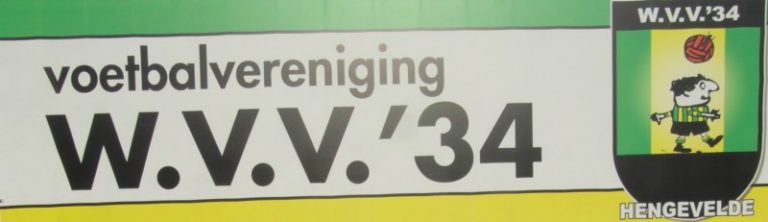 voetbalvereniging
W.V.V.'34
W.V.V.'34
HENGEVELDE